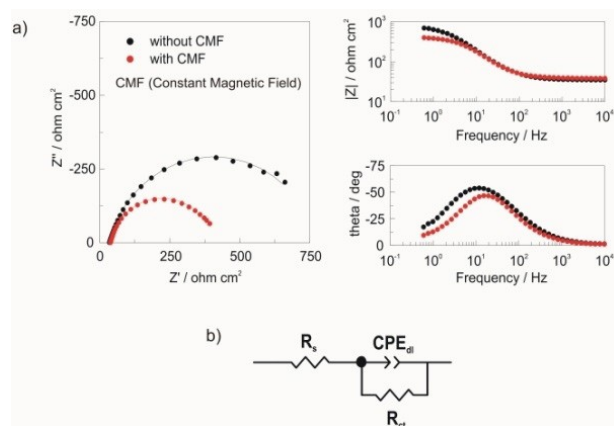 a)
-750
-500
-250
0
Z'' / ohm cm²
without CMF
with CMF
CMF (Constant Magnetic Field)
0 250 500 750
Z' / ohm cm²
10³
10²
10¹
|Z| / ohm cm²
10⁻¹ 10⁰ 10¹ 10² 10³ 10⁴
Frequency / Hz
-75
-50
-25
0
theta / deg
10⁻¹ 10⁰ 10¹ 10² 10³ 10⁴
Frequency / Hz
b)
Rs CPEdl
Rct